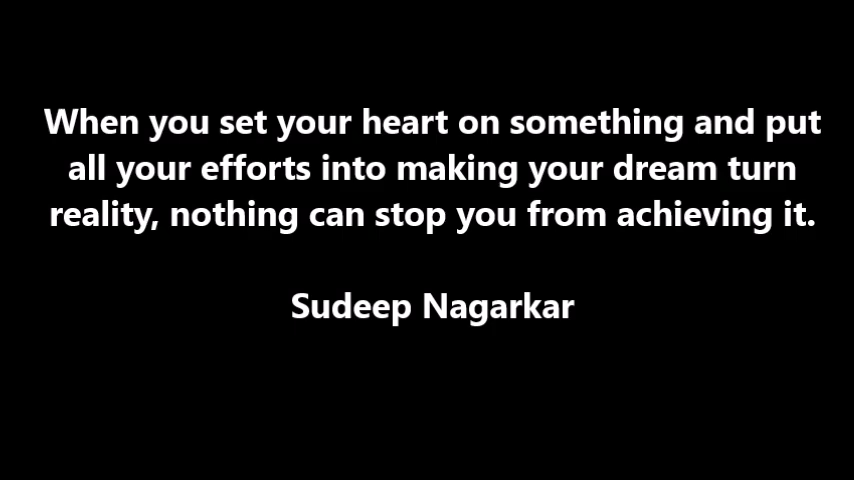 When you set your heart on something and put
all your efforts into making your dream turn
reality, nothing can stop you from achieving it.
Sudeep Nagarkar